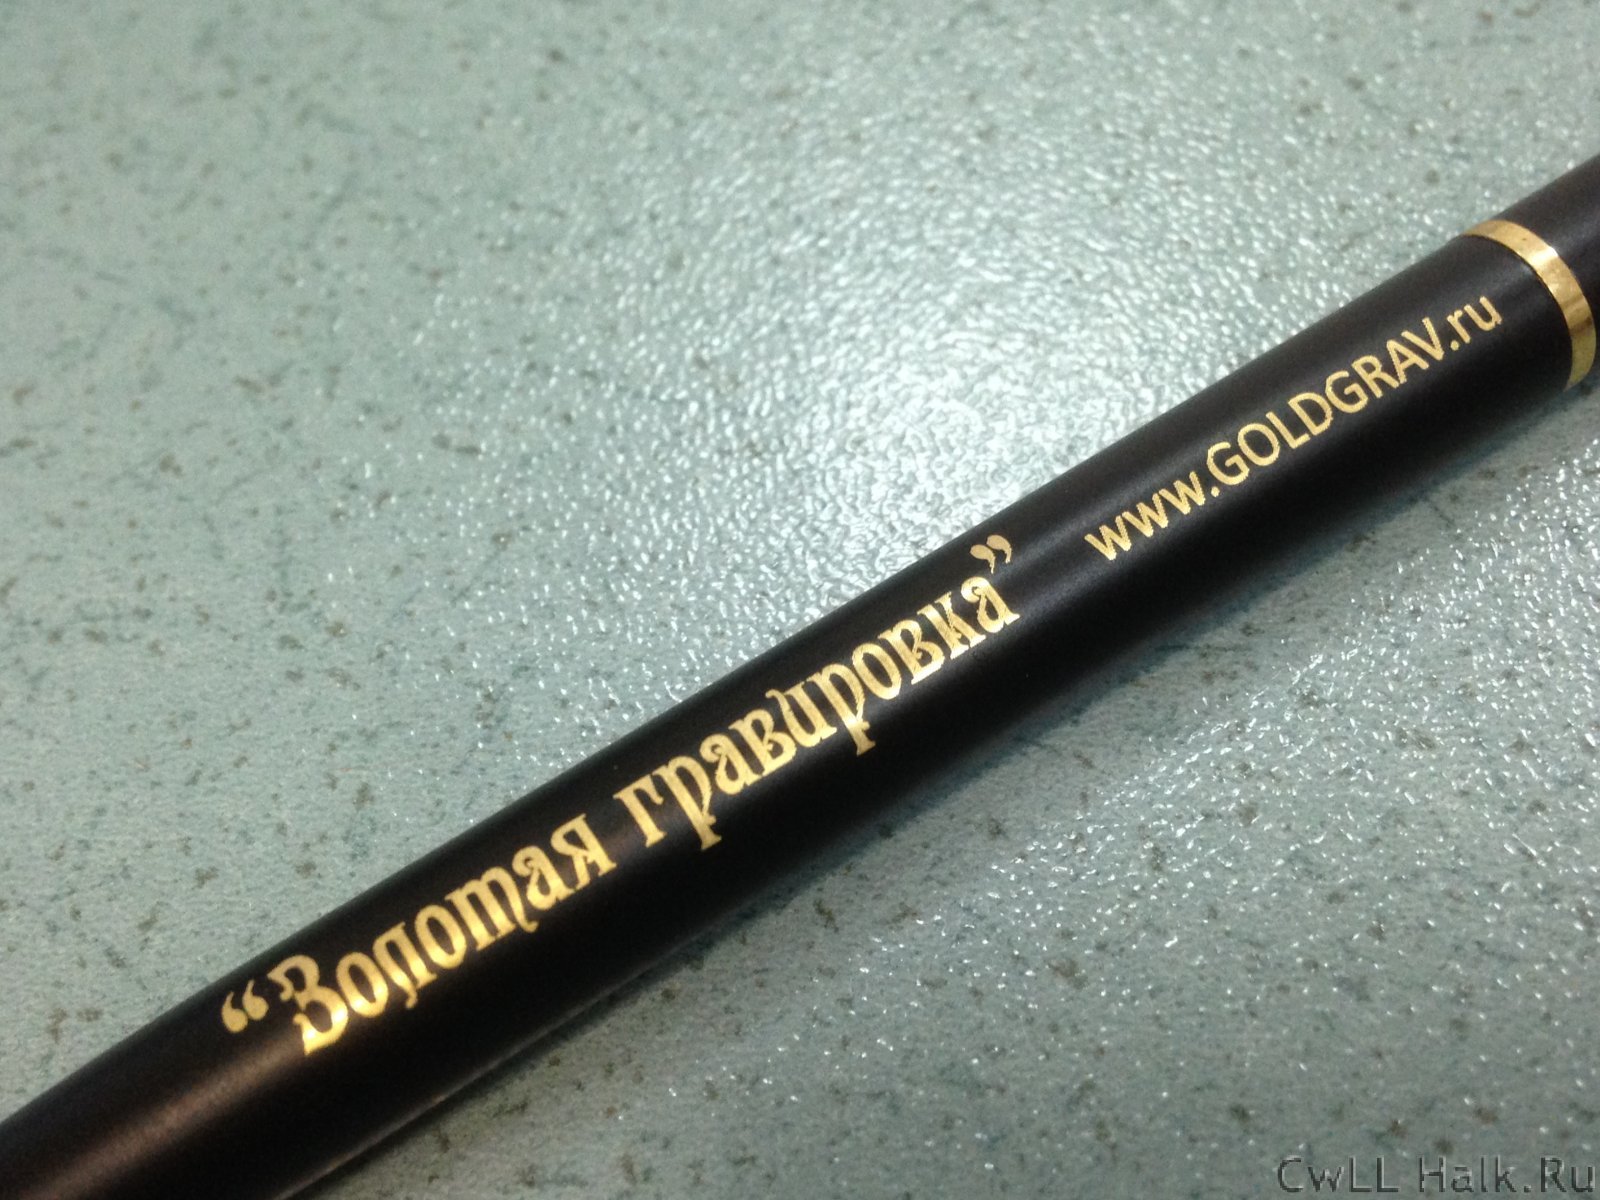 “Золотая гравировка” www.GOLDGRAV.ru
CwLL Halk.Ru